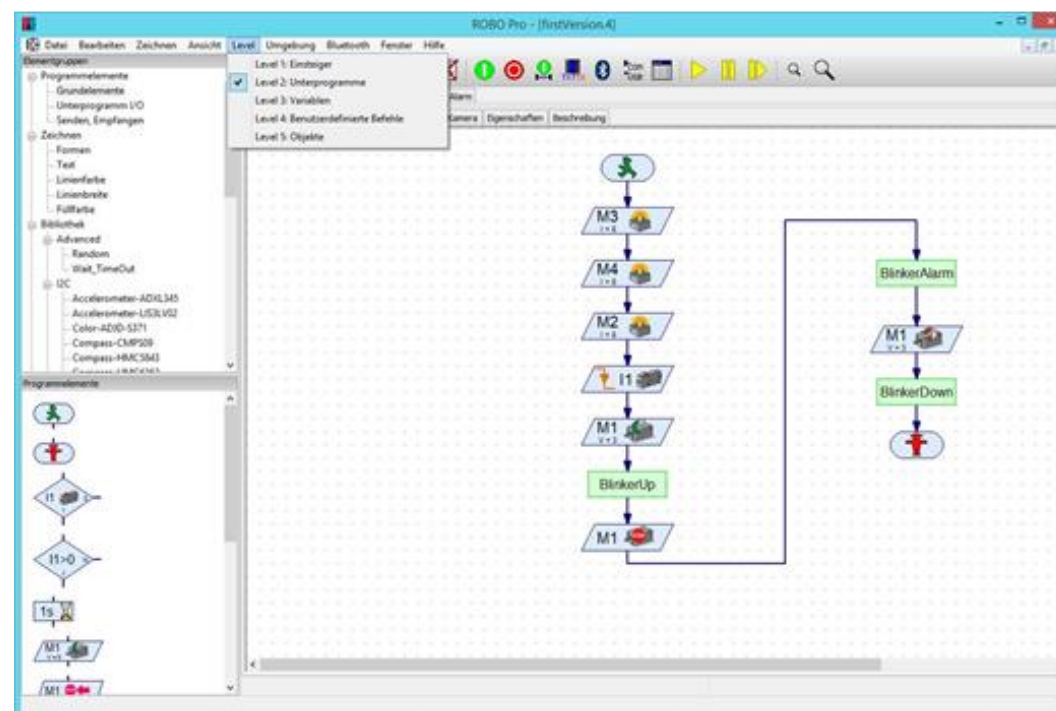 ROBO Pro - [firstVersion.4]
Datei Bearbeiten Zeichnen Ansicht Level Umgebung Bluetooth Fenster Hilfe
Level 1: Einsteiger
Level 2: Unterprogramme
Level 3: Variablen
Level 4: Benutzerdefinierte Befehle
Level 5: Objekte
Elementgruppen
Programmelemente
Grundelemente
Unterprogramm I/O
Senden, Empfangen
Zeichnen
Formen
Text
Linienfarbe
Linienbreite
Füllfarbe
Bibliothek
Advanced
Random
Wait_TimeOut
I2C
Accelerometer-ADXL345
Accelerometer-LIS3LV02
Color-ADJD-S371
Compass-CMPS09
Compass-HMC5843
Programmelemente
I1
I1>0
1s
M1
M1
COM
USB
Alarm
Kamera Eigenschaften Beschreibung
M3
M4
M2
I1
M1
BlinkerUp
M1
BlinkerAlarm
M1
BlinkerDown